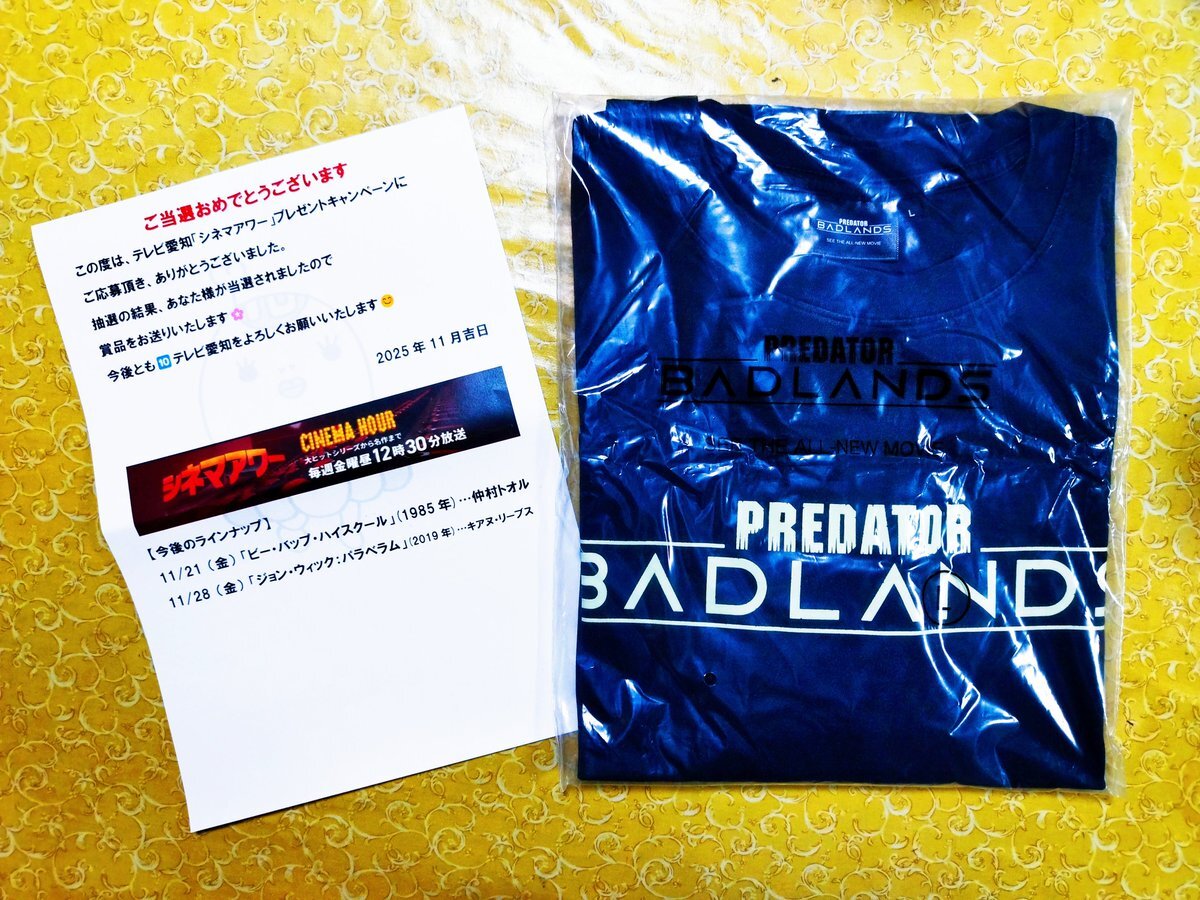 ご当選おめでとうございます
この度は、テレビ愛知「シネマアワー」プレゼントキャンペーンに
ご応募頂き、ありがとうございました。
抽選の結果、あなた様が当選されましたので
賞品をお送りいたします🌸
今後とも🔟テレビ愛知をよろしくお願いいたします😊
2025年11月吉日
シネマアワー
CINEMA HOUR
大ヒットシリーズから名作まで
毎週金曜昼12時30分放送
【今後のラインナップ】
11/21（金）「ビー・バップ・ハイスクール」（1985年）…仲村トオル
11/28（金）「ジョン・ウィック：パラベラム」（2019年）…キアヌ・リーブス
L
PREDATOR
BADLANDS
SEE THE ALL-NEW MOVIE
PREDATOR
BADLANDS
THE ALL-NEW MOVIE
PREDATOR
BADLANDS